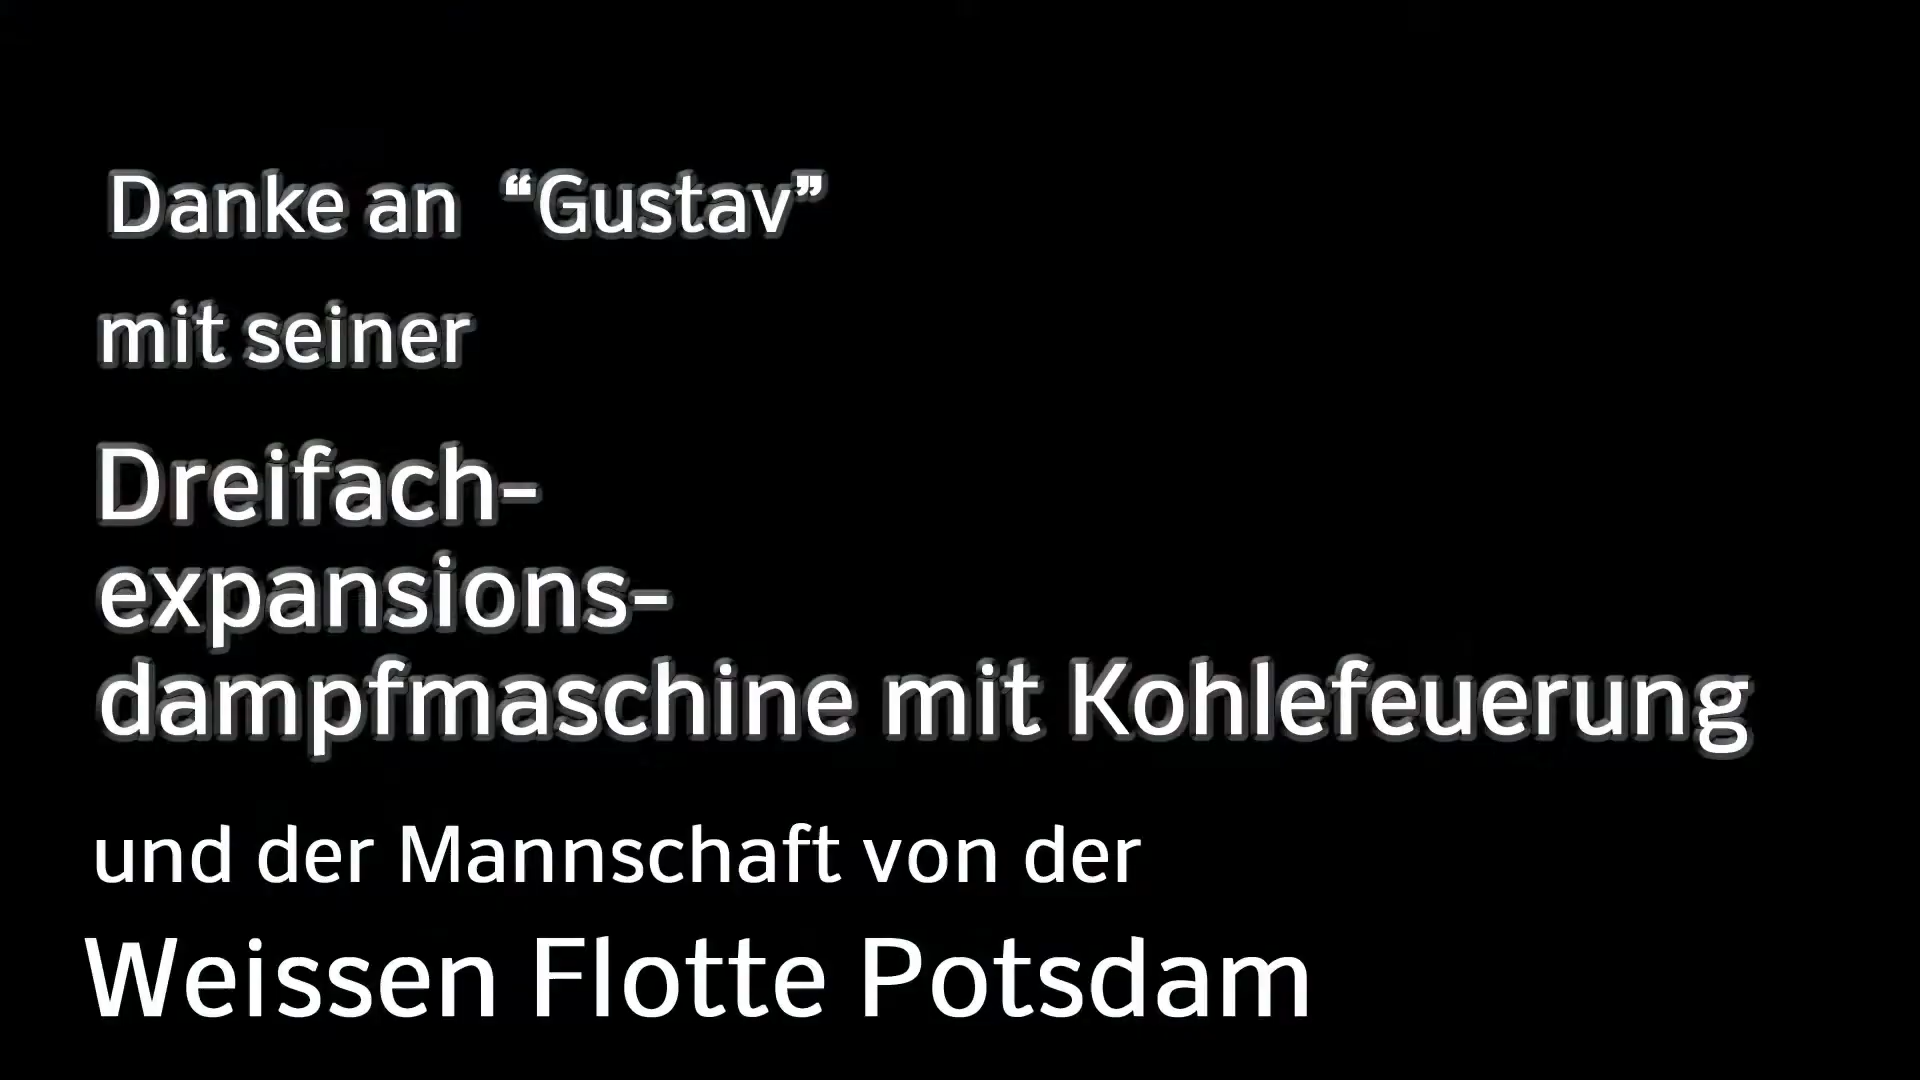 Danke an “Gustav”
mit seiner
Dreifach-
expansions-
dampfmaschine mit Kohlefeuerung
und der Mannschaft von der
Weissen Flotte Potsdam